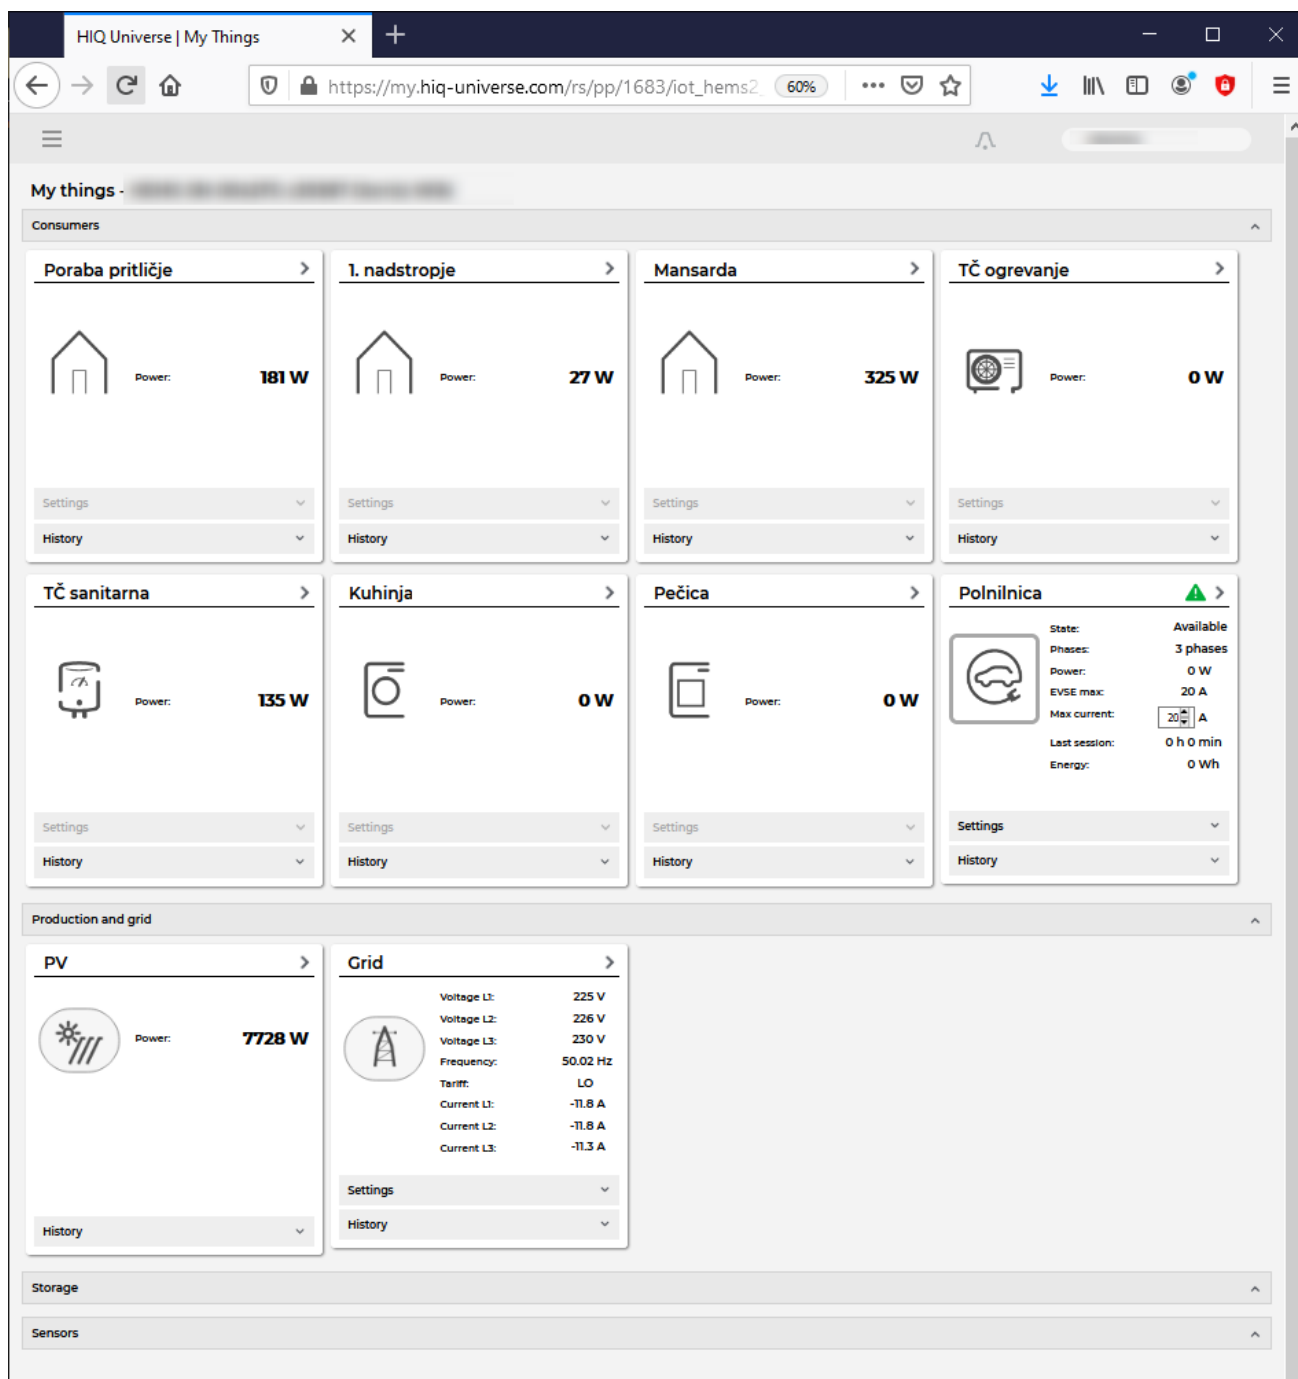 HIQ Universe | My Things
https://my.hiq-universe.com/rs/pp/1683/iot_hems2_ 60%
My things -
Consumers
Poraba pritličje
Power: 181 W
Settings
History
1. nadstropje
Power: 27 W
Settings
History
Mansarda
Power: 325 W
Settings
History
TČ ogrevanje
Power: 0 W
Settings
History
TČ sanitarna
Power: 135 W
Settings
History
Kuhinja
Power: 0 W
Settings
History
Pečica
Power: 0 W
Settings
History
Polnilnica
State: Available
Phases: 3 phases
Power: 0 W
EVSE max: 20 A
Max current: 20 A
Last session: 0 h 0 min
Energy: 0 Wh
Settings
History
Production and grid
PV
Power: 7728 W
History
Grid
Voltage L1: 225 V
Voltage L2: 226 V
Voltage L3: 230 V
Frequency: 50.02 Hz
Tariff: LO
Current L1: -11.8 A
Current L2: -11.8 A
Current L3: -11.3 A
Settings
History
Storage
Sensors